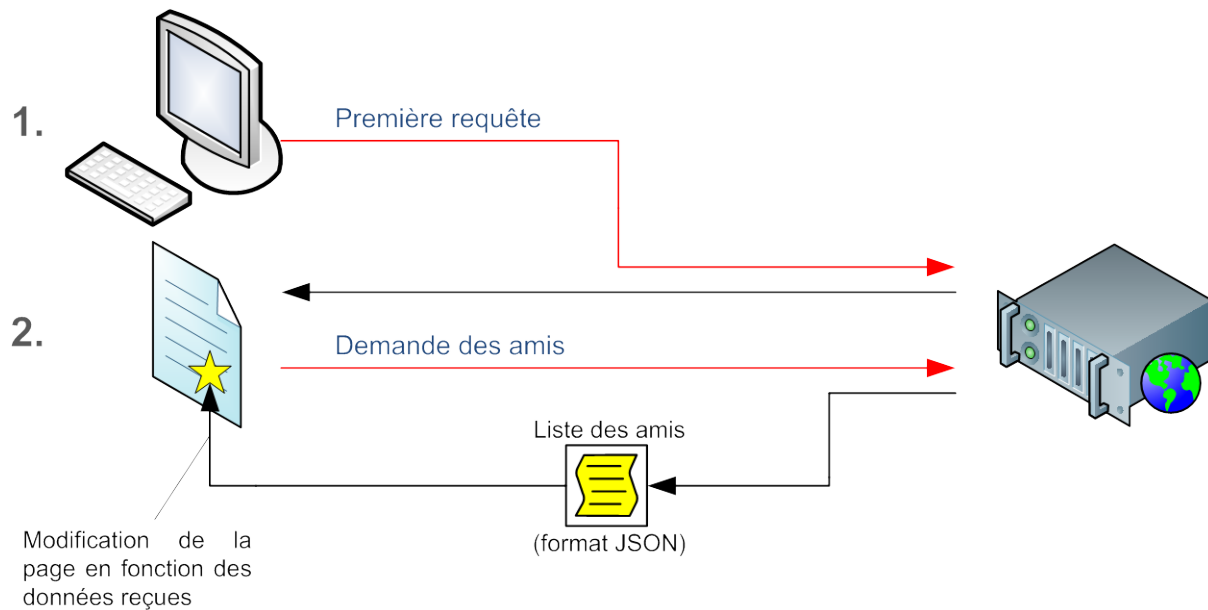 1.
Première requête
2.
Demande des amis
Liste des amis
(format JSON)
Modification de la
page en fonction des
données reçues